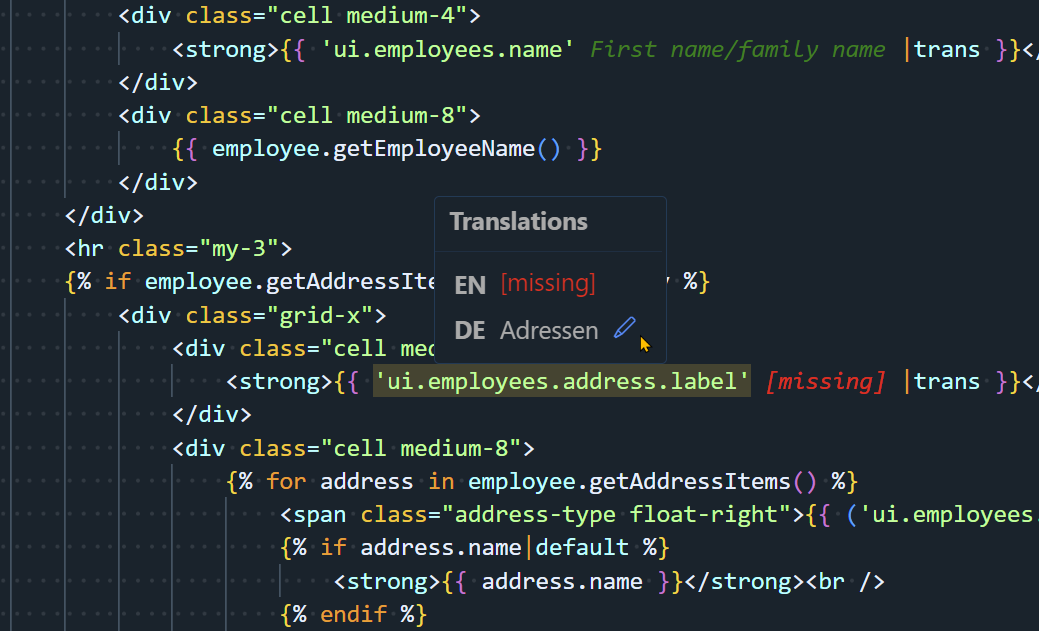 <div class="cell medium-4">
<strong>{{ 'ui.employees.name' First name/family name |trans }}</
</div>
<div class="cell medium-8">
{{ employee.getEmployeeName() }}
</div>
</div>
Translations
<hr class="my-3">
{% if employee.getAddressIte %}
EN [missing]
<div class="grid-x">
DE Adressen
<div class="cell med
<strong>{{ 'ui.employees.address.label' [missing] |trans }}</
</div>
<div class="cell medium-8">
{% for address in employee.getAddressItems() %}
<span class="address-type float-right">{{ ('ui.employees.
{% if address.name|default %}
<strong>{{ address.name }}</strong><br />
{% endif %}